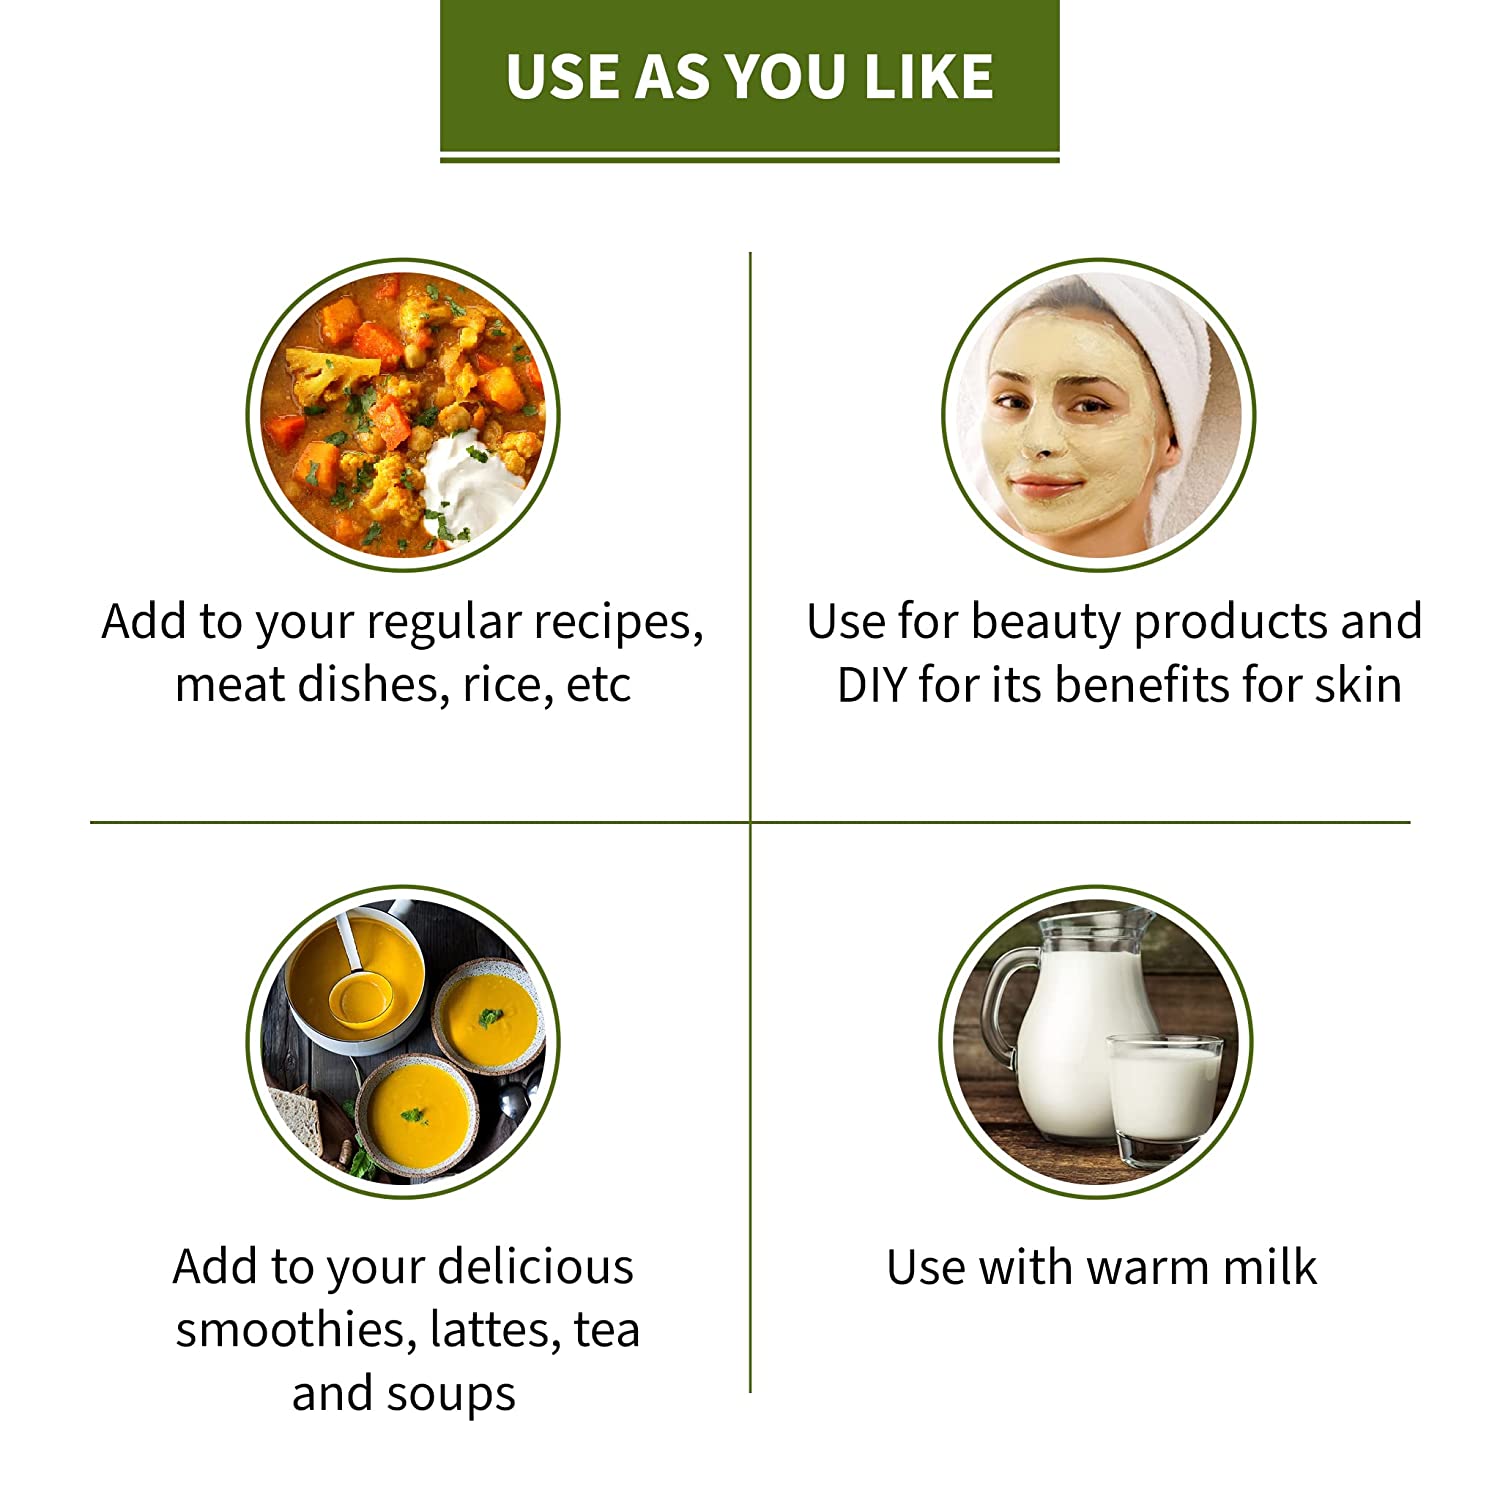 USE AS YOU LIKE
Add to your regular recipes,
meat dishes, rice, etc
Use for beauty products and
DIY for its benefits for skin
Add to your delicious
smoothies, lattes, tea
and soups
Use with warm milk